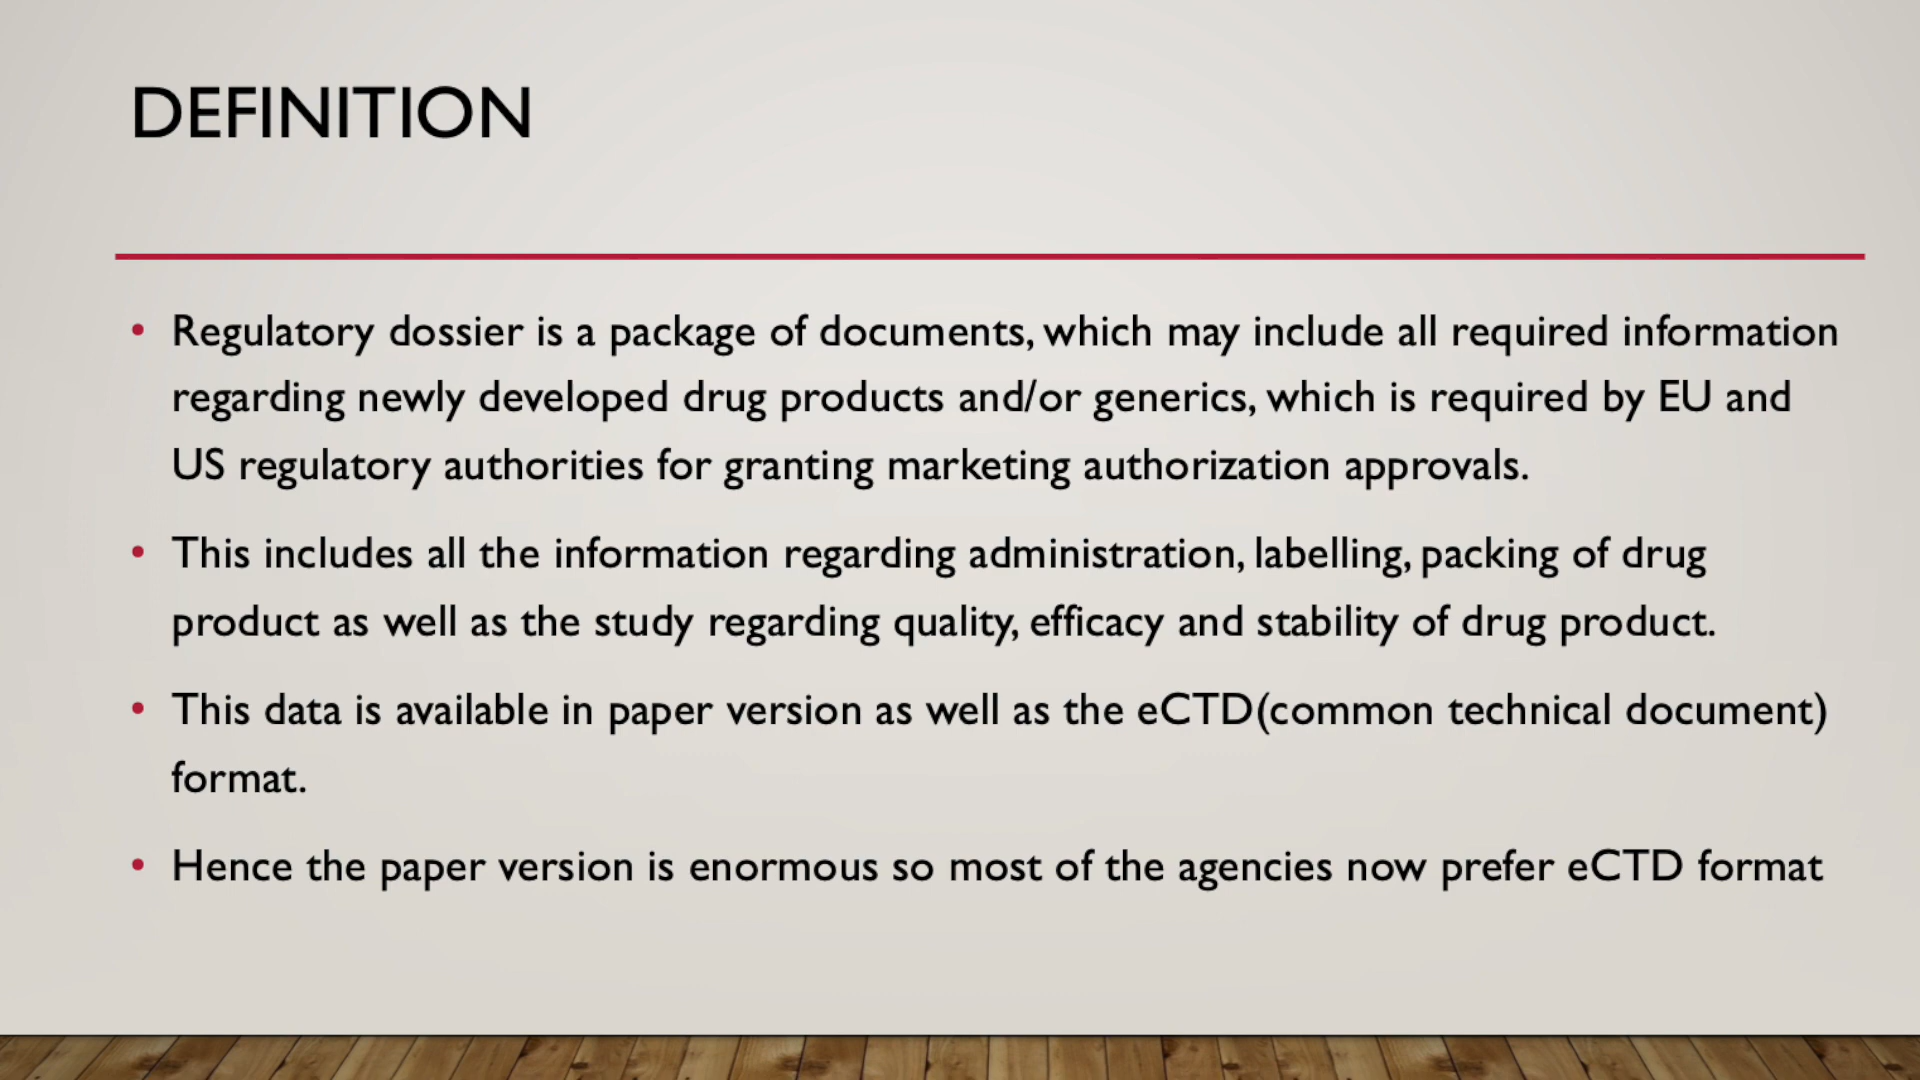 DEFINITION
• Regulatory dossier is a package of documents, which may include all required information
regarding newly developed drug products and/or generics, which is required by EU and
US regulatory authorities for granting marketing authorization approvals.
• This includes all the information regarding administration, labelling, packing of drug
product as well as the study regarding quality, efficacy and stability of drug product.
• This data is available in paper version as well as the eCTD(common technical document)
format.
• Hence the paper version is enormous so most of the agencies now prefer eCTD format